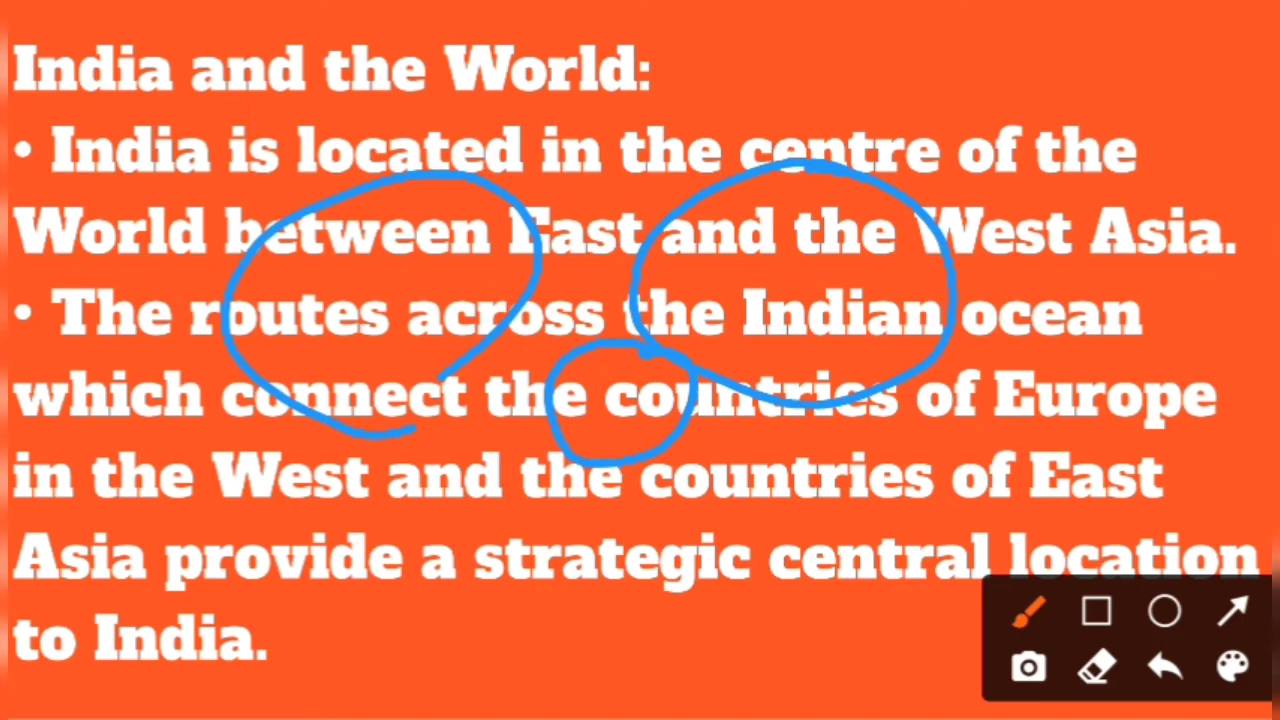 India and the World:
• India is located in the centre of the
World between East and the West Asia.
• The routes across the Indian ocean
which connect the countries of Europe
in the West and the countries of East
Asia provide a strategic central location
to India.